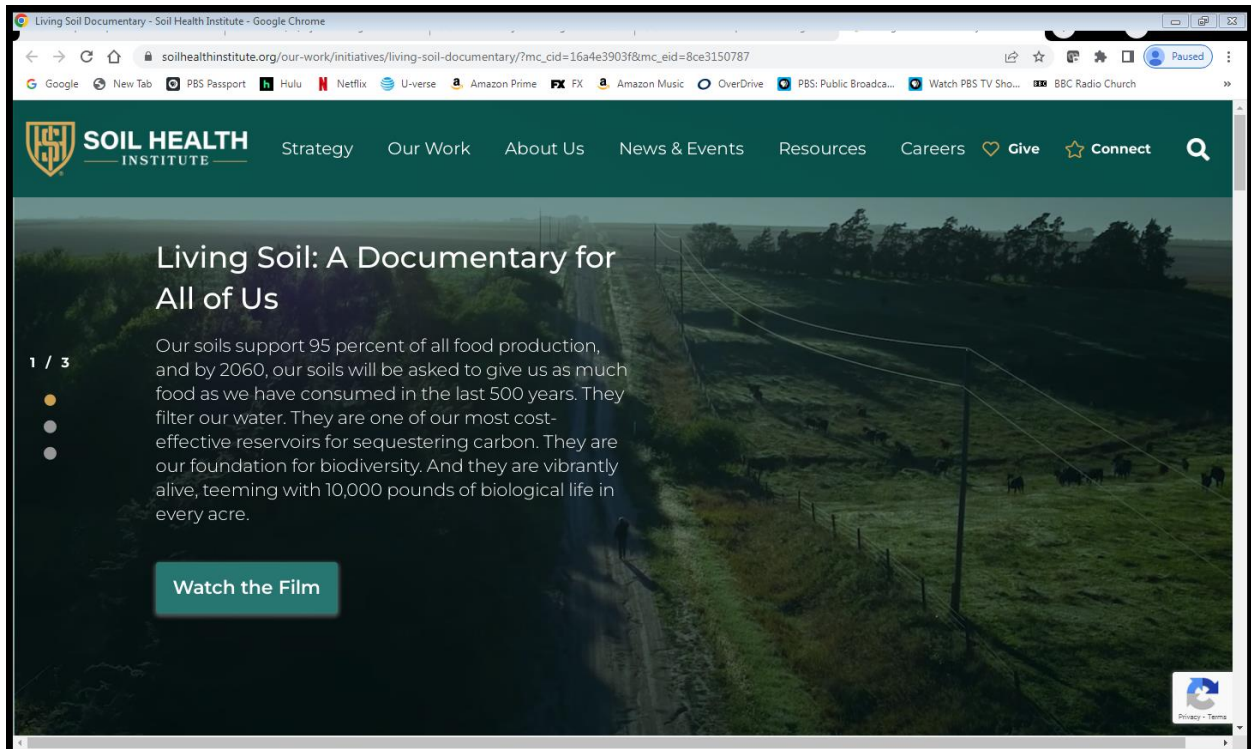 Living Soil Documentary - Soil Health Institute - Google Chrome
soilhealthinstitute.org/our-work/initiatives/living-soil-documentary/?mc_cid=16a4e3903f&mc_eid=8ce3150787
Paused
Google New Tab PBS Passport Hulu Netflix U-verse Amazon Prime FX Amazon Music OverDrive PBS: Public Broadca... Watch PBS TV Sho... BBC Radio Church »
SOIL HEALTH
INSTITUTE
Strategy Our Work About Us News & Events Resources Careers Give Connect
Living Soil: A Documentary for
All of Us
Our soils support 95 percent of all food production,
and by 2060, our soils will be asked to give us as much
food as we have consumed in the last 500 years. They
filter our water. They are one of our most cost-
effective reservoirs for sequestering carbon. They are
our foundation for biodiversity. And they are vibrantly
alive, teeming with 10,000 pounds of biological life in
every acre.
1 / 3
Watch the Film
Privacy - Terms